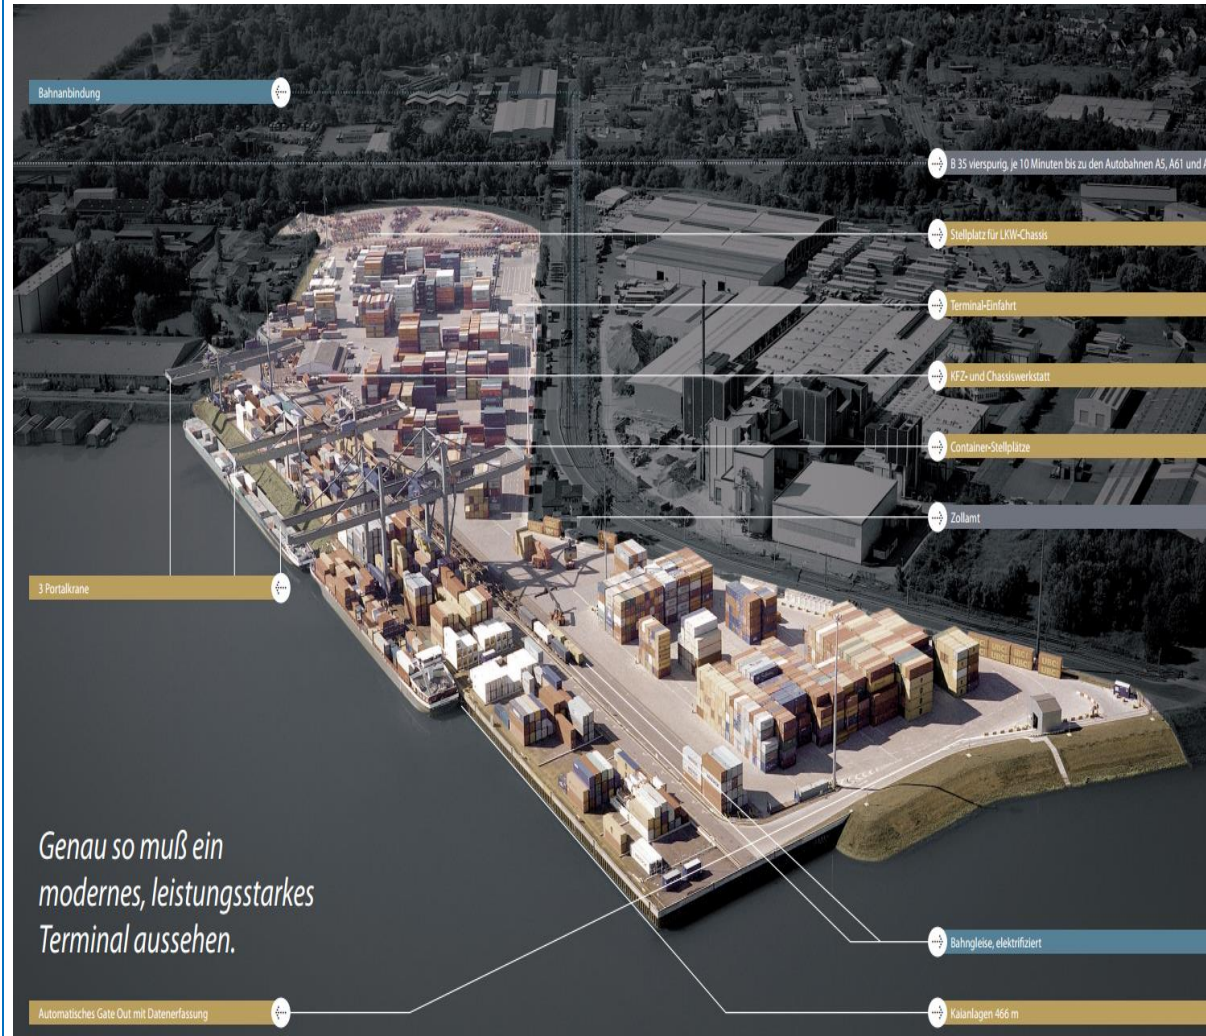 Bahnanbindung
B 35 vierspurig, je 10 Minuten bis zu den Autobahnen A5, A61 und A
Stellplatz für LKW-Chassis
Terminal-Einfahrt
KFZ- und Chassiswerkstatt
Container-Stellplätze
Zollamt
3 Portalkrane
Genau so muß ein
modernes, leistungsstarkes
Terminal aussehen.
Bahngleise, elektrifiziert
Automatisches Gate Out mit Datenerfassung
Kaianlagen 466 m